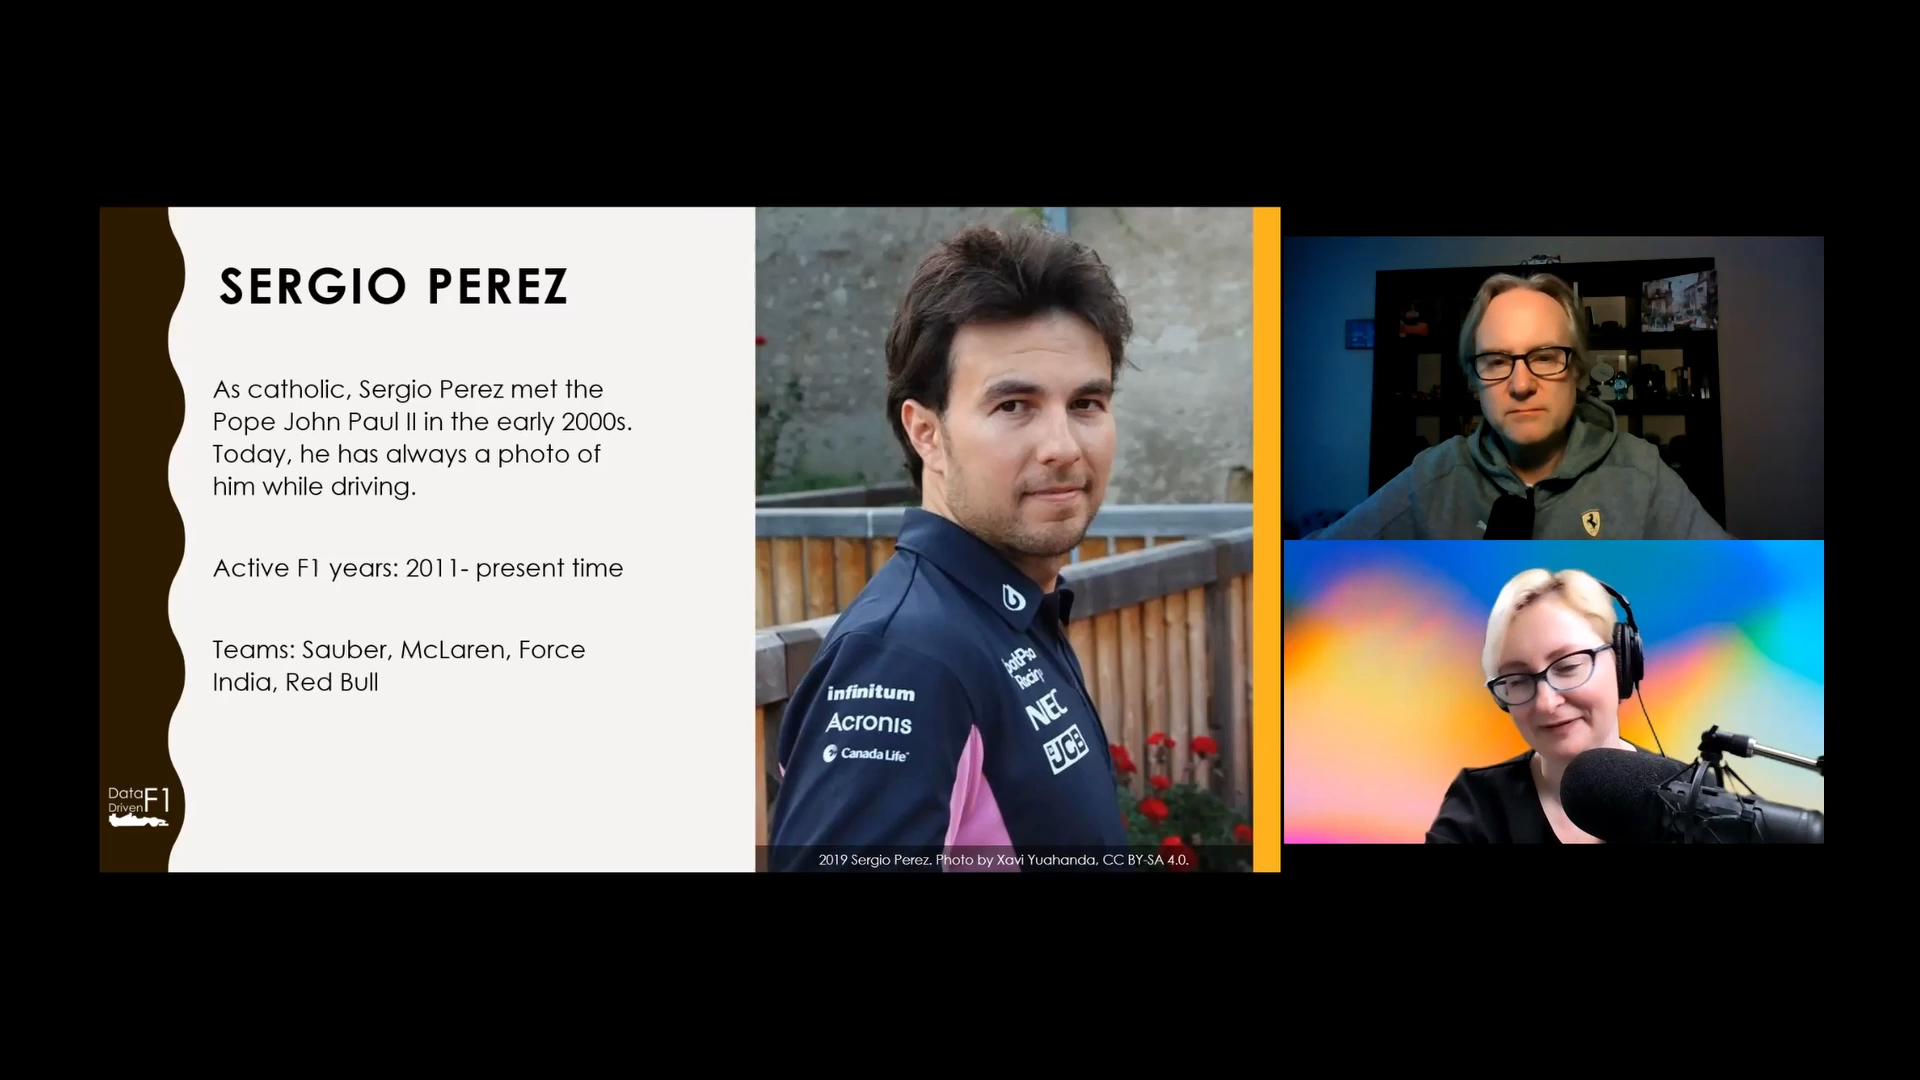 SERGIO PEREZ
As catholic, Sergio Perez met the
Pope John Paul II in the early 2000s.
Today, he has always a photo of
him while driving.
Active F1 years: 2011- present time
Teams: Sauber, McLaren, Force
India, Red Bull
Data
Driven
F1
infinitum
Acronis
Canada Life
Racing
NEC
JCB
2019 Sergio Perez. Photo by Xavi Yuahanda, CC BY-SA 4.0.